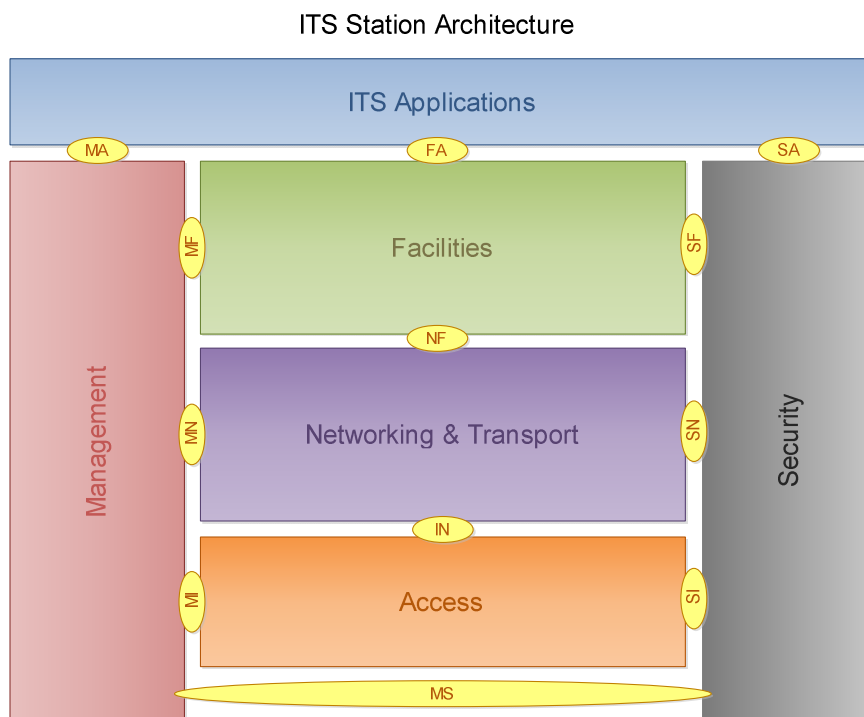 ITS Station Architecture
ITS Applications
MA
FA
SA
MF
Facilities
SF
NF
Management
MN
Networking & Transport
SN
Security
IN
MI
Access
SI
MS